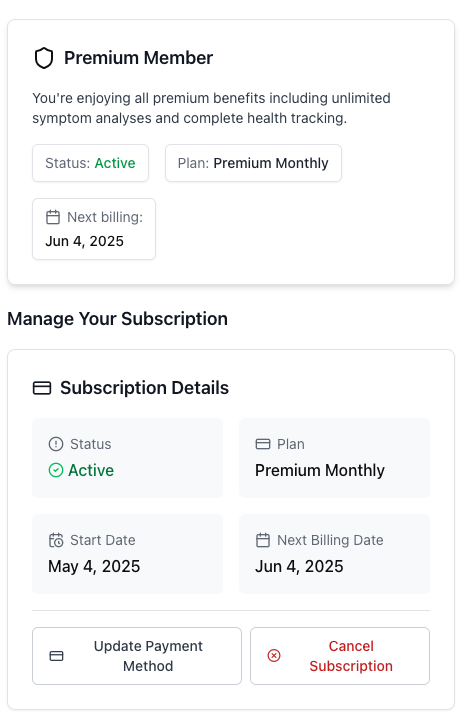 Premium Member
You're enjoying all premium benefits including unlimited
symptom analyses and complete health tracking.
Status: Active
Plan: Premium Monthly
Next billing:
Jun 4, 2025
Manage Your Subscription
Subscription Details
Status
Active
Plan
Premium Monthly
Start Date
May 4, 2025
Next Billing Date
Jun 4, 2025
Update Payment
Method
Cancel
Subscription